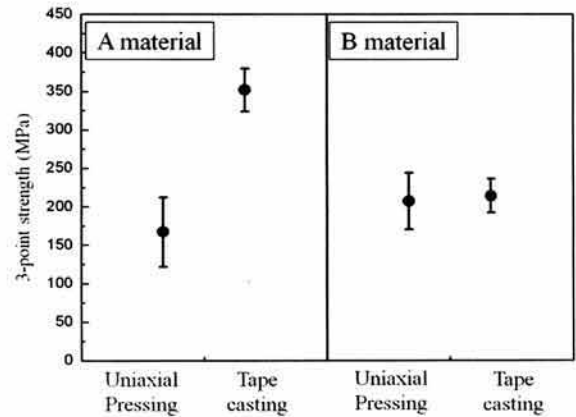 A material
B material
3-point strength (MPa)
450
400
350
300
250
200
150
100
50
0
Uniaxial
Pressing
Tape
casting
Uniaxial
Pressing
Tape
casting